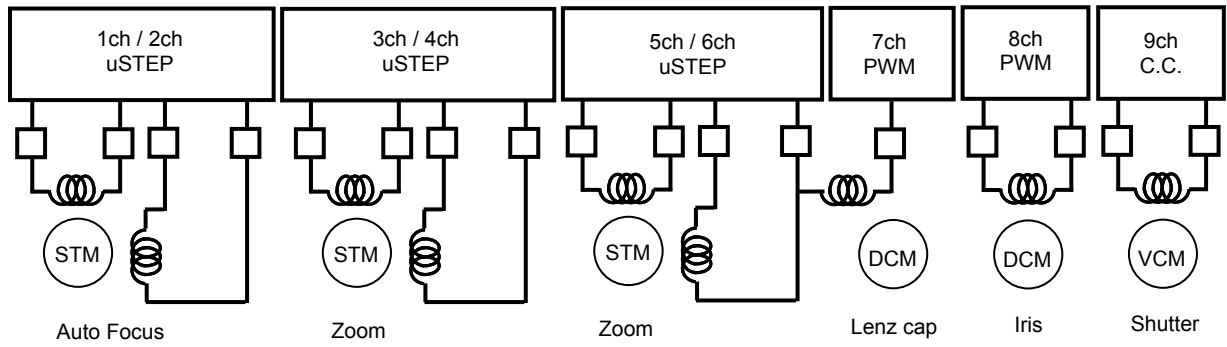 1ch / 2ch
uSTEP
3ch / 4ch
uSTEP
5ch / 6ch
uSTEP
7ch
PWM
8ch
PWM
9ch
C.C.
STM
STM
STM
DCM
DCM
VCM
Auto Focus
Zoom
Zoom
Lenz cap
Iris
Shutter